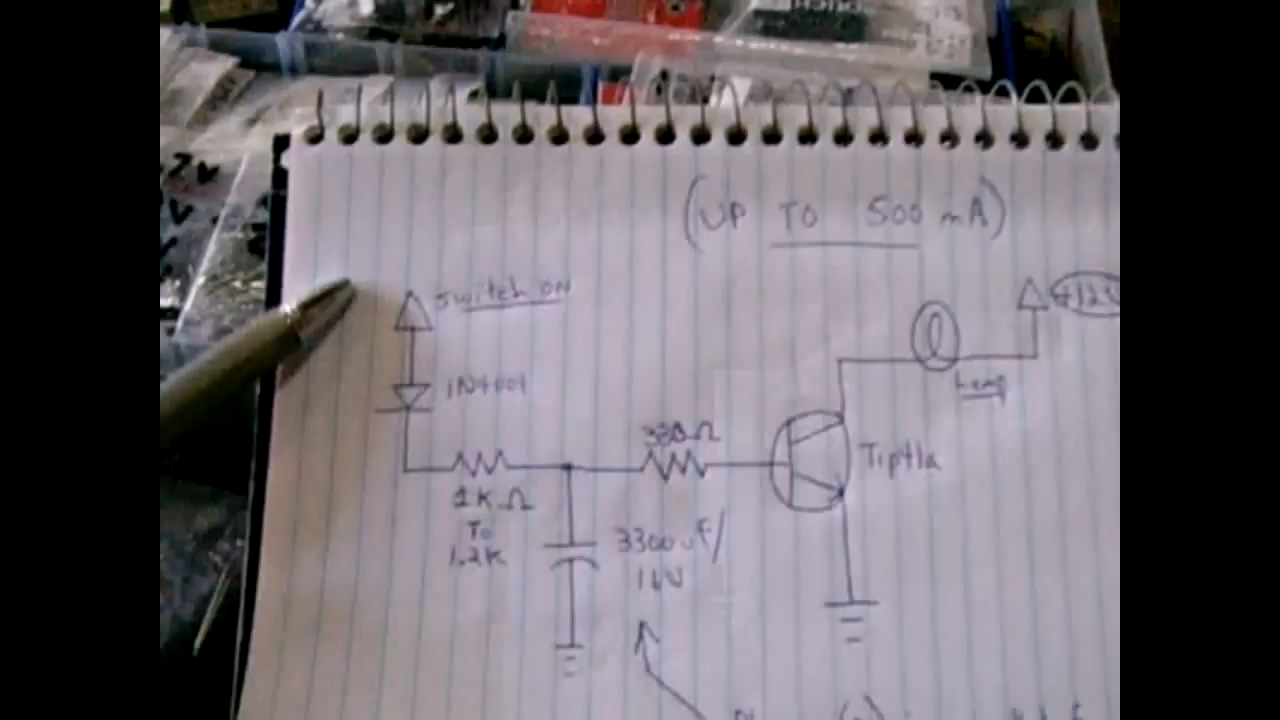 (UP TO 500 mA)
Switch ON
+12V
1N4001
Lamp
330Ω
Tip41a
1KΩ
To
1.2K
3300uf/
16V